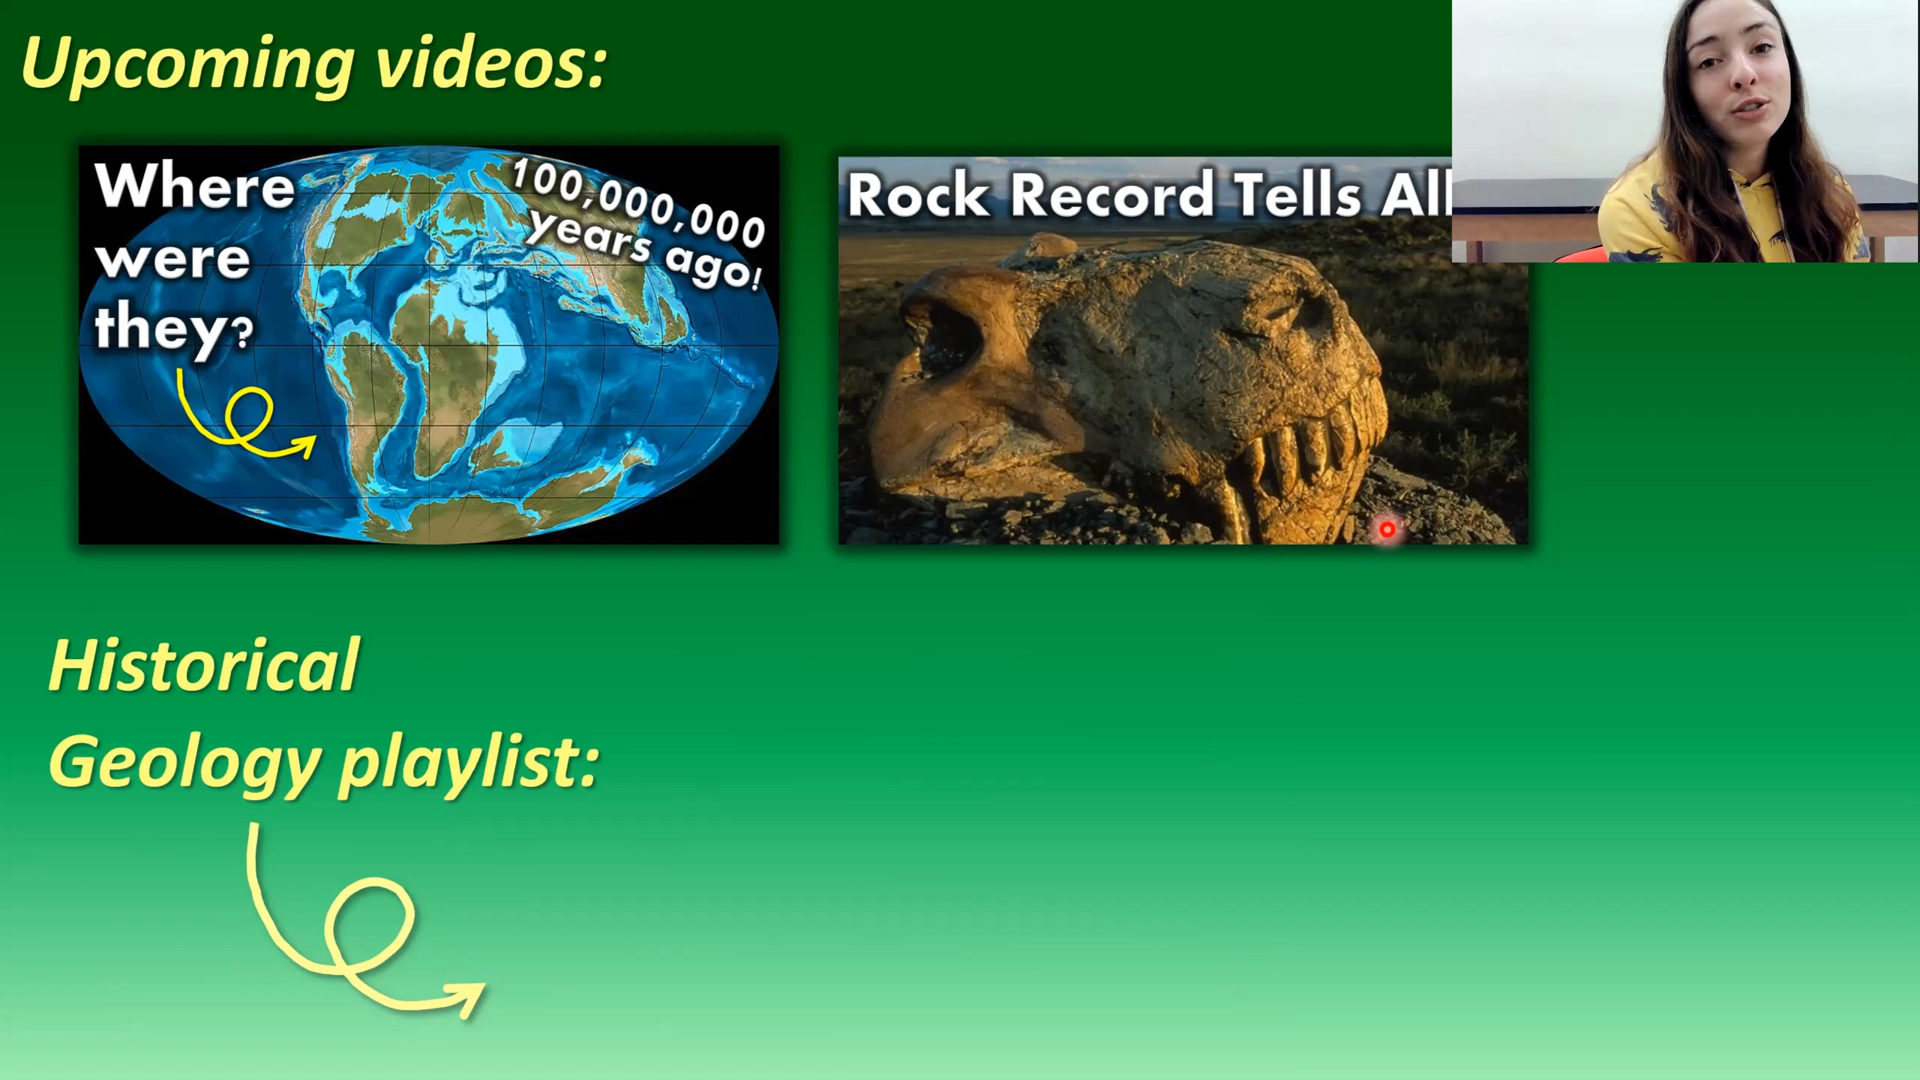 Upcoming videos:
Where
were
they?
100,000,000
years ago!
Rock Record Tells All
Historical
Geology playlist: